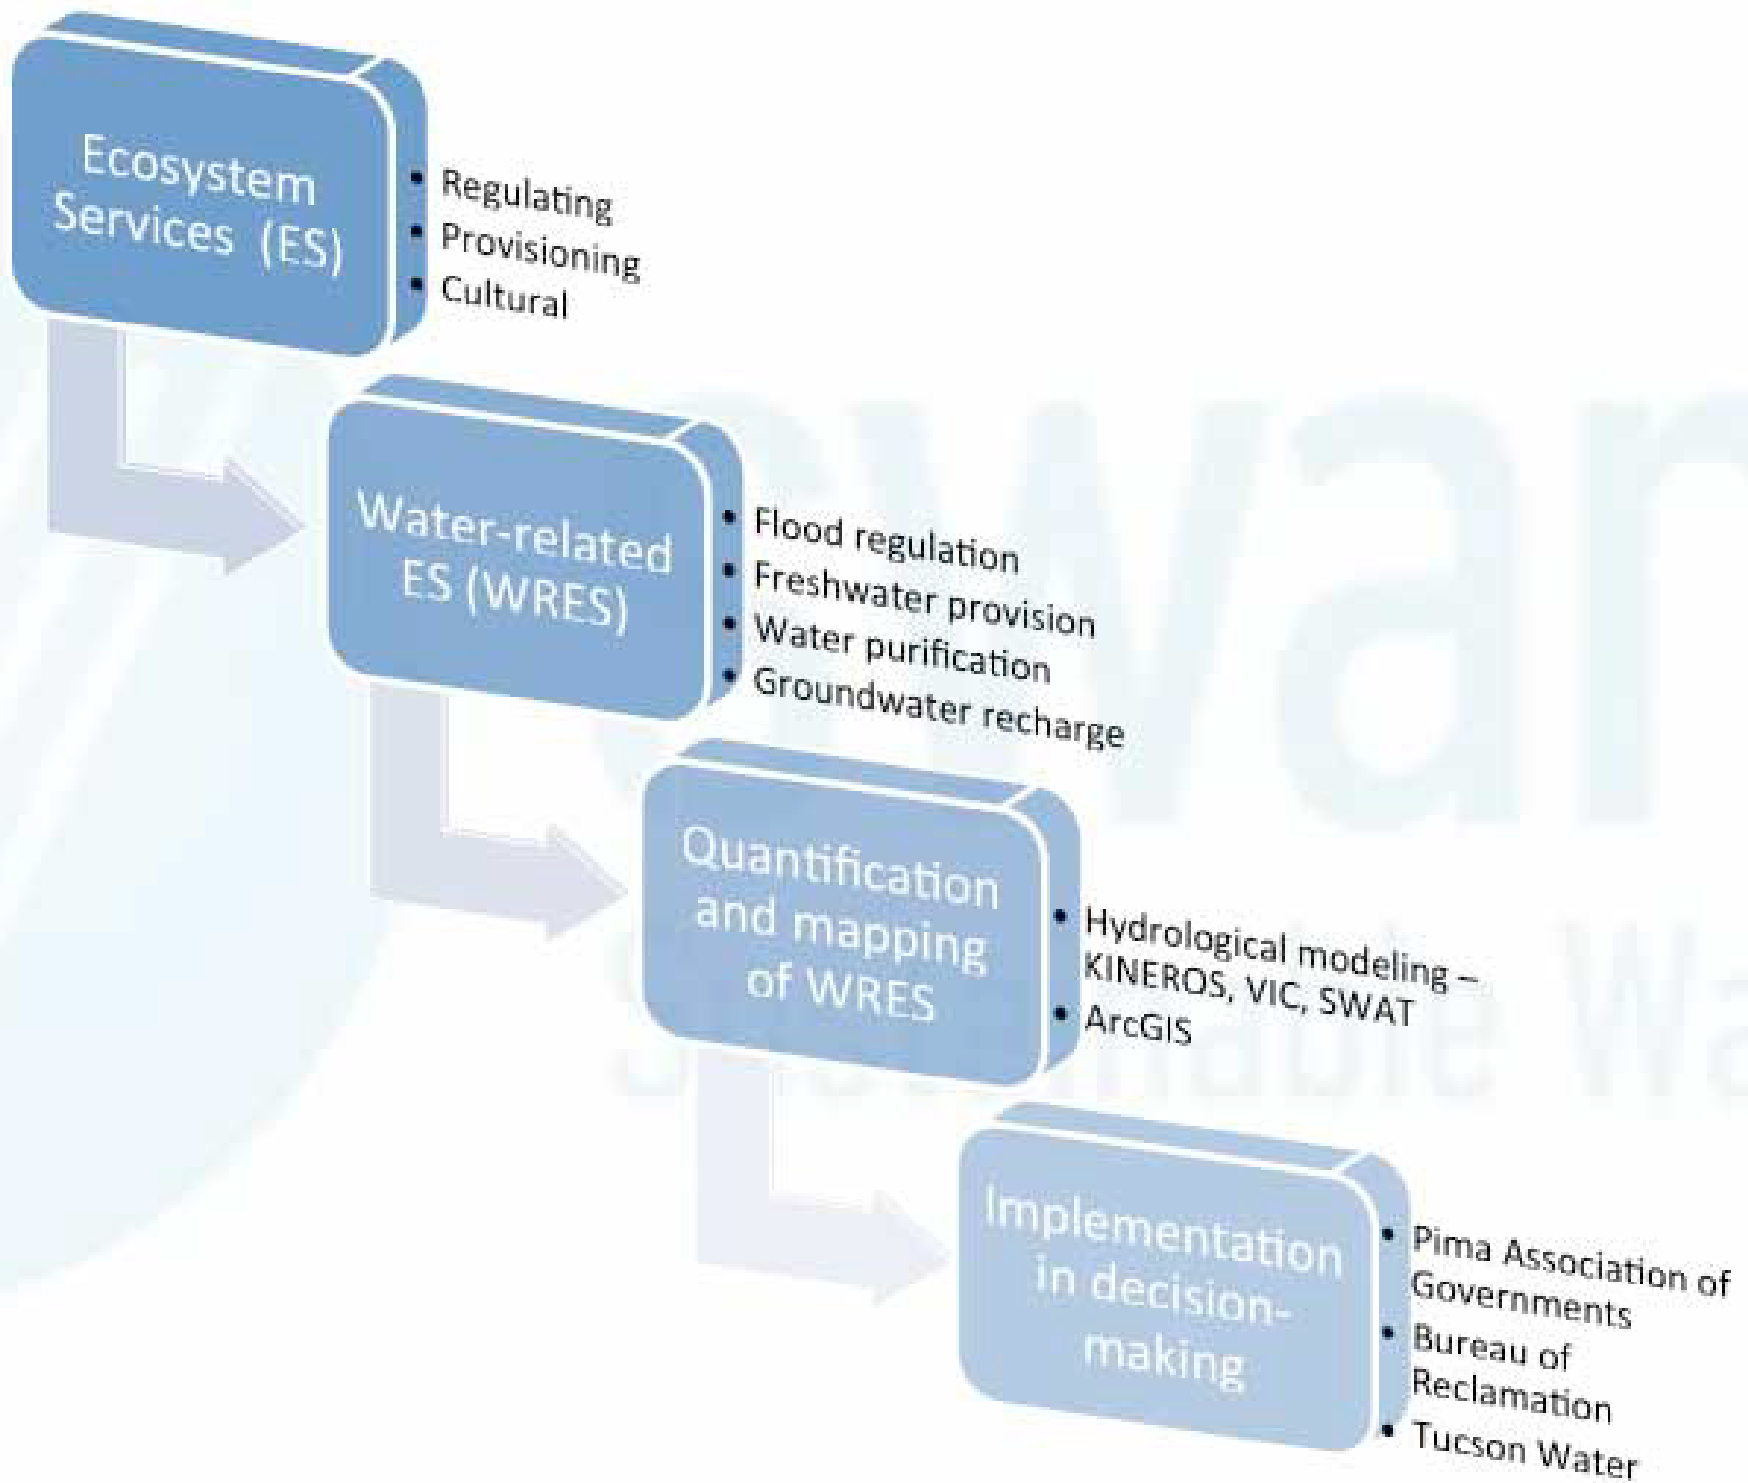 Ecosystem
Services (ES)
• Regulating
• Provisioning
• Cultural
Water-related
ES (WRES)
• Flood regulation
• Freshwater provision
• Water purification
• Groundwater recharge
Quantification
and mapping
of WRES
• Hydrological modeling –
KINEROS, VIC, SWAT
• ArcGIS
Implementation
in decision-
making
• Pima Association of
Governments
• Bureau of
Reclamation
• Tucson Water